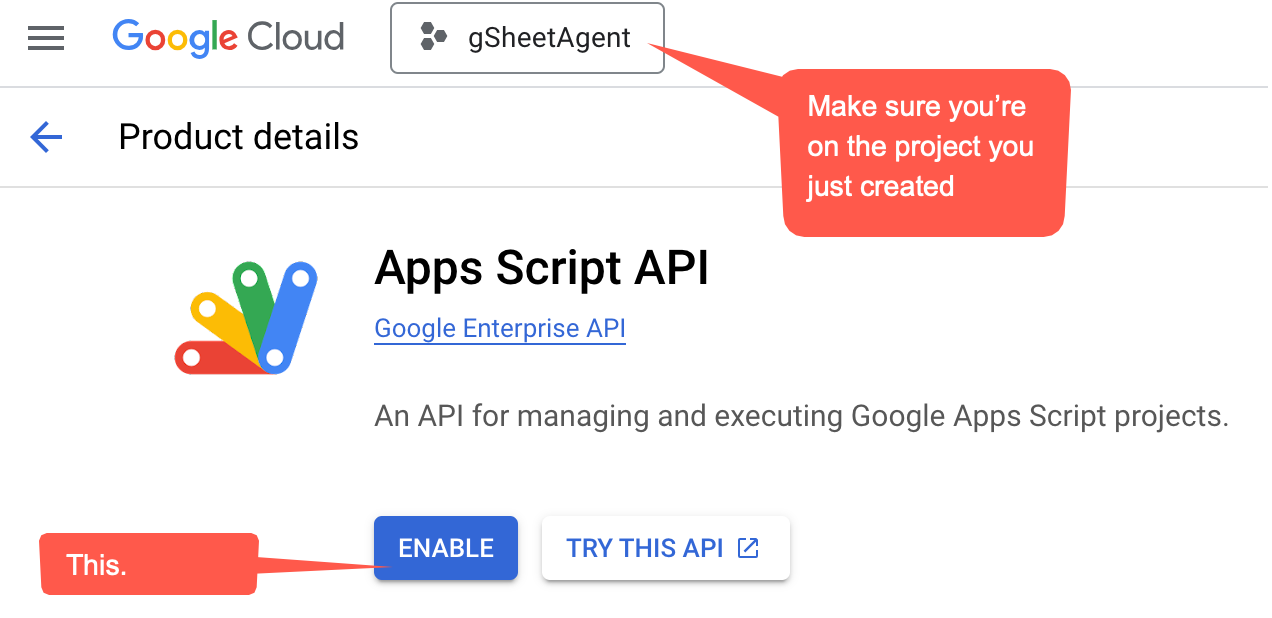 Google Cloud
gSheetAgent
Make sure you’re
on the project you
just created
Product details
Apps Script API
Google Enterprise API
An API for managing and executing Google Apps Script projects.
This.
ENABLE
TRY THIS API